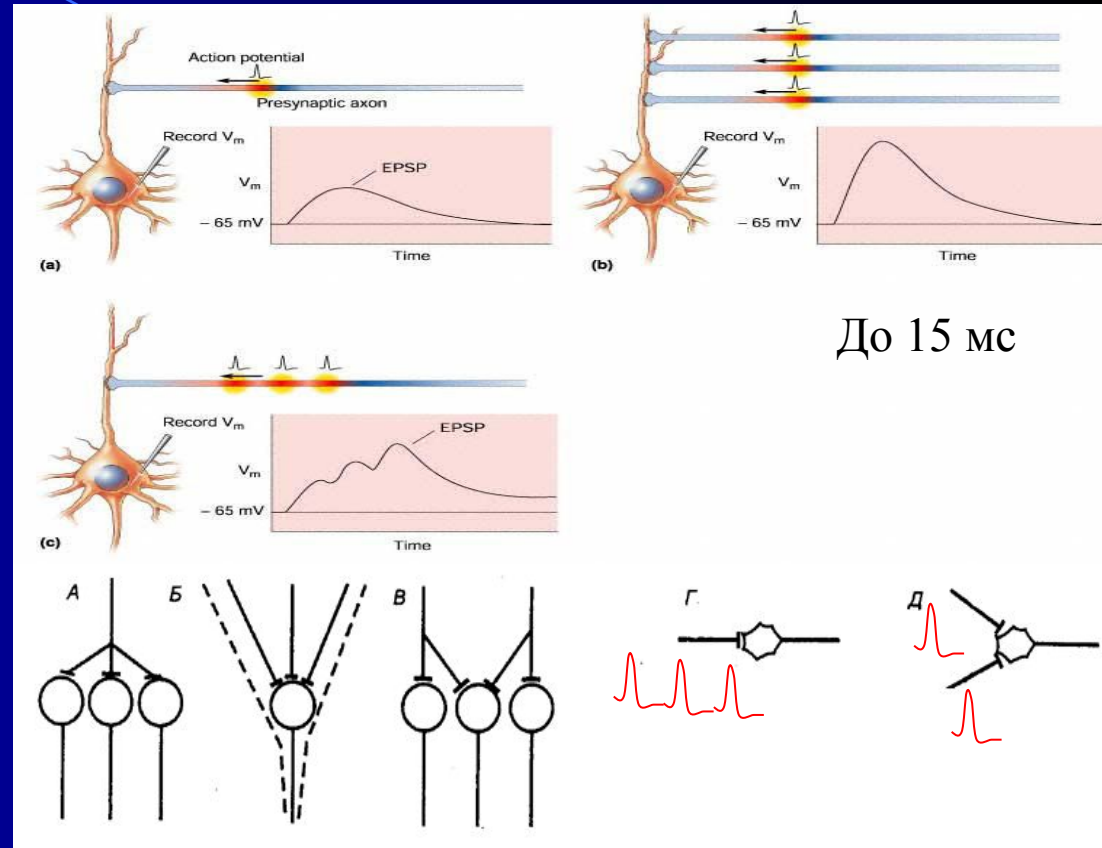 Action potential
Presynaptic axon
Record Vm
EPSP
Vm
– 65 mV
Time
(a)
Record Vm
Vm
– 65 mV
Time
(b)
До 15 мс
Record Vm
EPSP
Vm
– 65 mV
Time
(c)
А Б В Г. Д